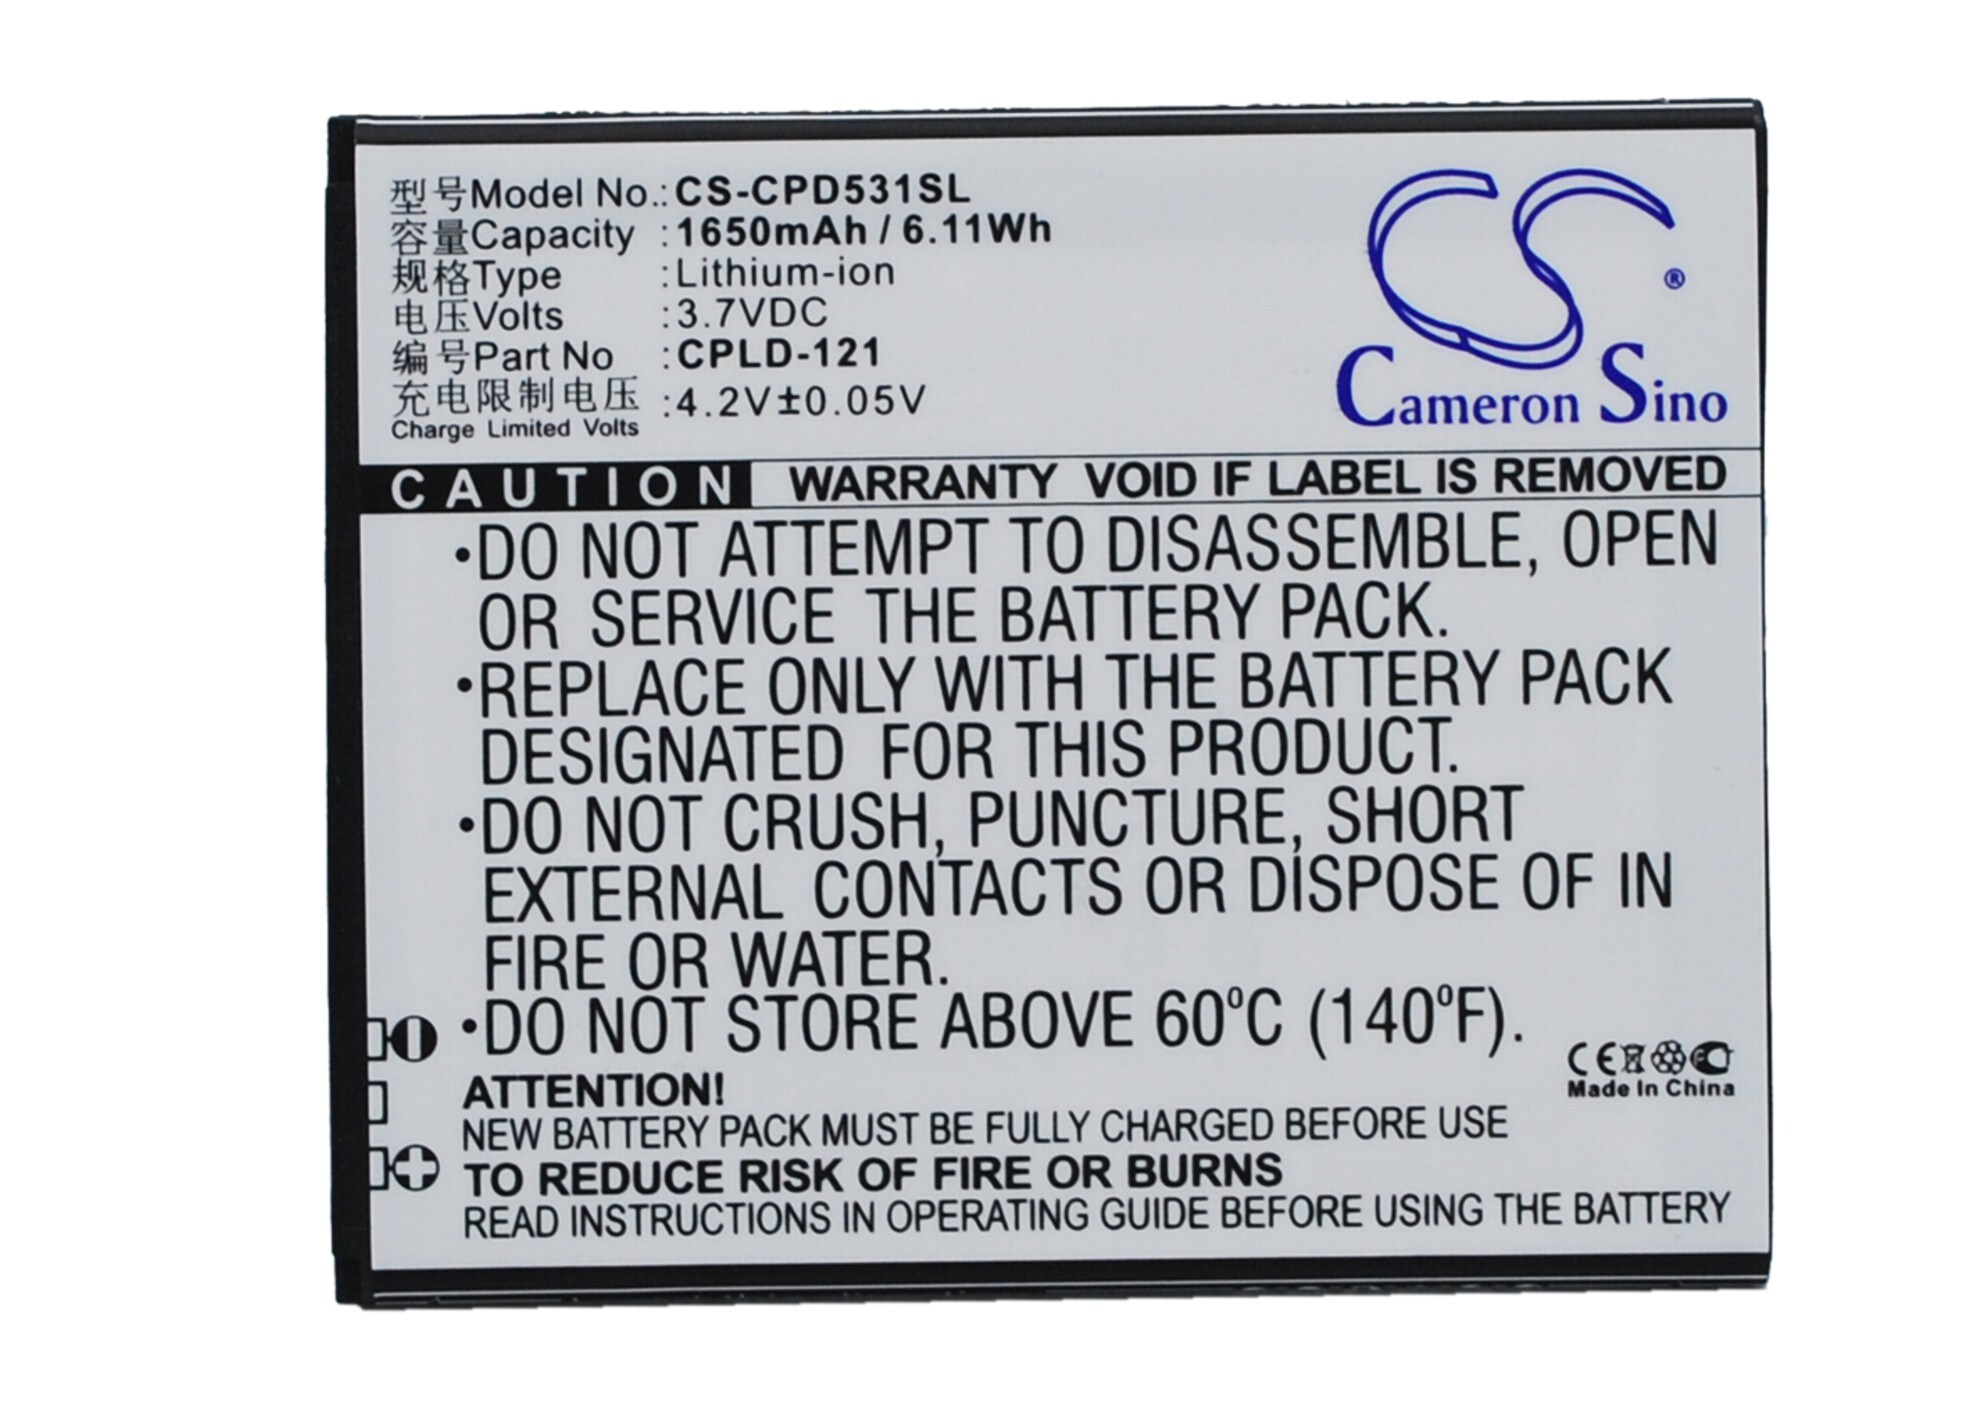 型号Model No.: CS-CPD531SL
容量Capacity : 1650mAh / 6.11Wh
规格Type : Lithium-ion
电压Volts : 3.7VDC
编号Part No : CPLD-121
充电限制电压 : 4.2V±0.05V
Charge Limited Volts
CS ®
Cameron Sino
CAUTION WARRANTY VOID IF LABEL IS REMOVED
•DO NOT ATTEMPT TO DISASSEMBLE, OPEN
OR SERVICE THE BATTERY PACK.
•REPLACE ONLY WITH THE BATTERY PACK
DESIGNATED FOR THIS PRODUCT.
•DO NOT CRUSH, PUNCTURE, SHORT
EXTERNAL CONTACTS OR DISPOSE OF IN
FIRE OR WATER.
•DO NOT STORE ABOVE 60⁰C (140⁰F).
CE
Made In China
ATTENTION!
NEW BATTERY PACK MUST BE FULLY CHARGED BEFORE USE
TO REDUCE RISK OF FIRE OR BURNS
READ INSTRUCTIONS IN OPERATING GUIDE BEFORE USING THE BATTERY